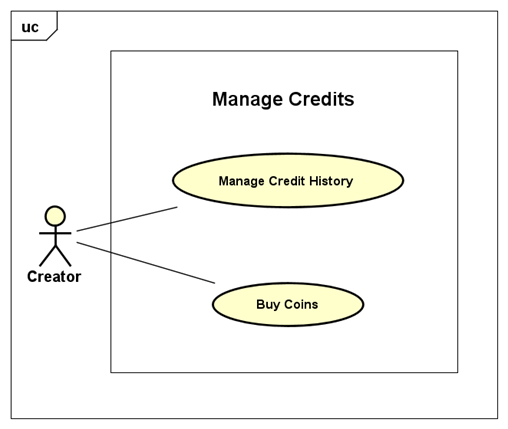 uc
Manage Credits
Manage Credit History
Creator
Buy Coins